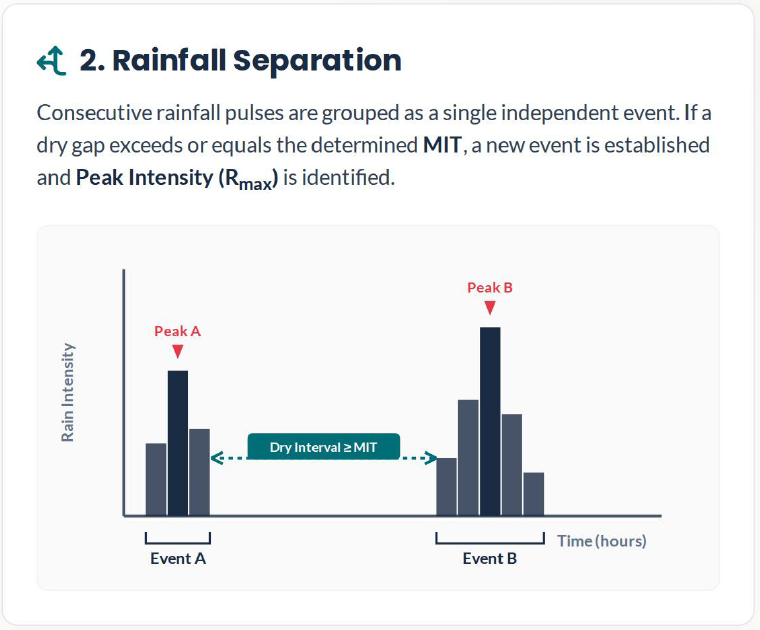 2. Rainfall Separation
Consecutive rainfall pulses are grouped as a single independent event. If a
dry gap exceeds or equals the determined MIT, a new event is established
and Peak Intensity (Rmax) is identified.
Peak B
Peak A
Rain Intensity
Dry Interval ≥ MIT
Time (hours)
Event A
Event B